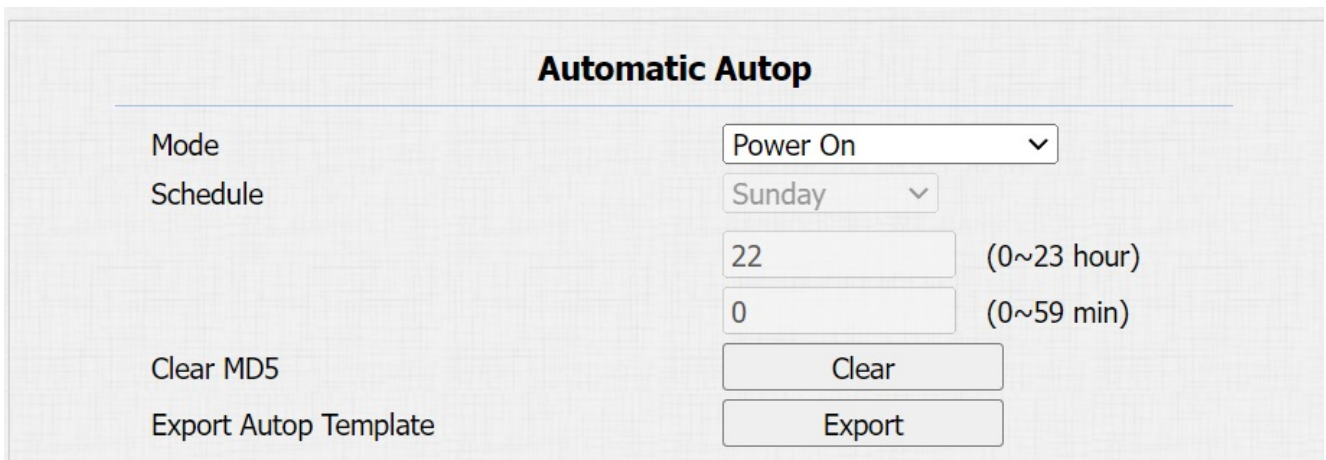 Automatic Autop
Mode Power On
Schedule Sunday
22 (0~23 hour)
0 (0~59 min)
Clear MD5 Clear
Export Autop Template Export